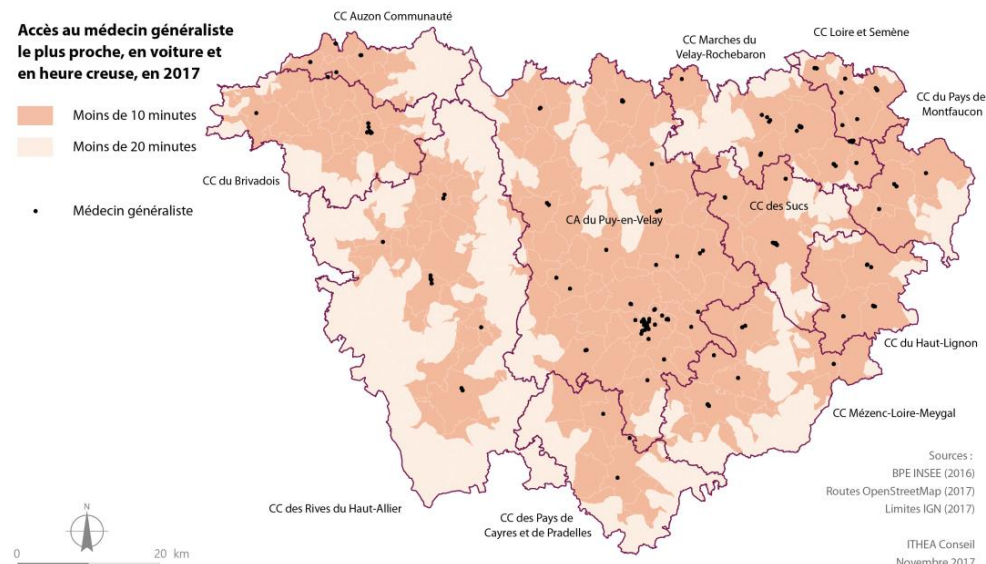 Accès au médecin généraliste
le plus proche, en voiture et
en heure creuse, en 2017
Moins de 10 minutes
Moins de 20 minutes
Médecin généraliste
CC Auzon Communauté
CC Marches du
Velay-Rochebaron
CC Loire et Semène
CC du Pays de
Montfaucon
CC du Brivadois
CA du Puy-en-Velay
CC des Sucs
CC du Haut-Lignon
CC Mézenc-Loire-Meygal
CC des Rives du Haut-Allier
CC des Pays de
Cayres et de Pradelles
N
0 20 km
Sources :
BPE INSEE (2016)
Routes OpenStreetMap (2017)
Limites IGN (2017)
ITHEA Conseil
Novembre 2017